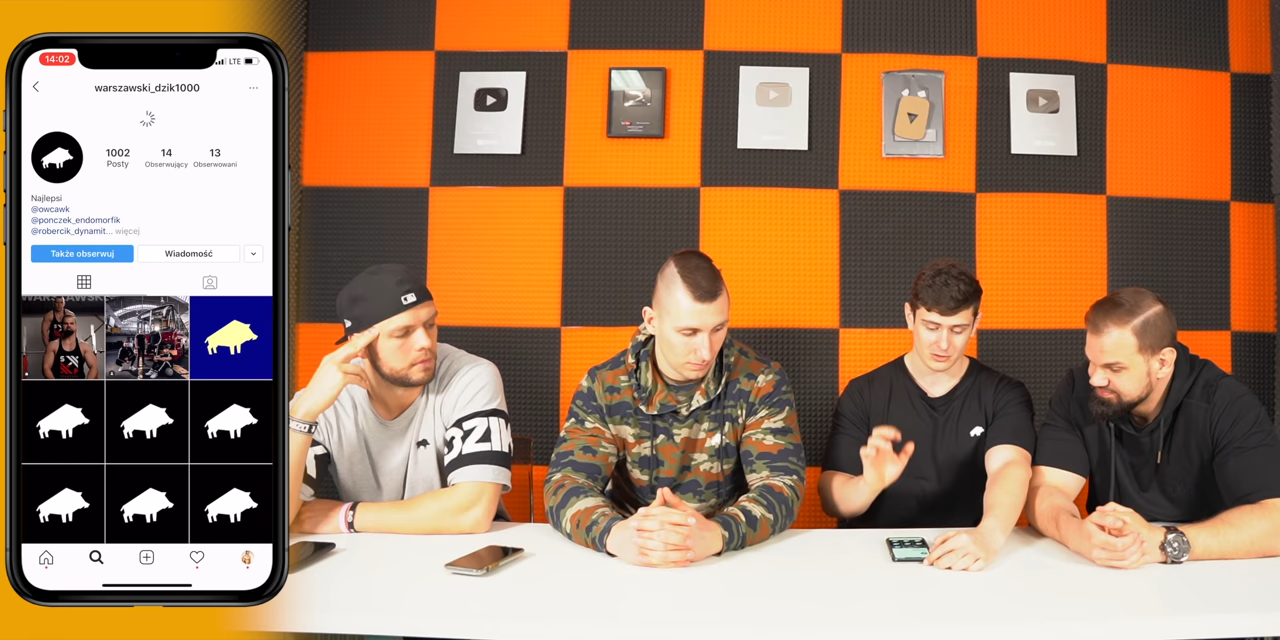 14:02
LTE
warszawski_dzik1000
1002
14
13
Posty
Obserwujący
Obserwowani
Najlepsi
@owcawk
@ponczek_endomorfik
@robercik_dynamit... więcej
Także obserwuj
Wiadomość
WARSZAWSKI
DZIK